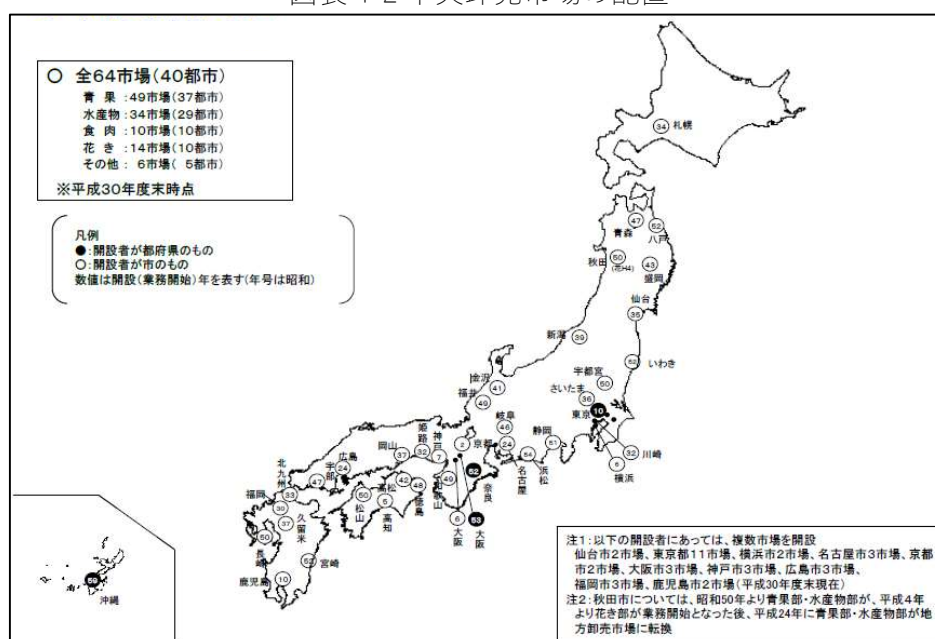 ○ 全64市場(40都市)
青 果 :49市場(37都市)
水産物:34市場(29都市)
食 肉 :10市場(10都市)
花 き :14市場(10都市)
その他: 6市場( 5都市)
※平成30年度末時点
凡例
●:開設者が都府県のもの
○:開設者が市のもの
数値は開設(業務開始)年を表す(年号は昭和)
34 札幌
47 青森
52 八戸
秋田 50
(花H4)
43 盛岡
仙台 35
新潟 39
52 いわき
宇都宮 50
さいたま 36
東京 10
32 川崎
横浜
金沢 41
福井 49
岐阜 46
静岡 51
浜松 54
名古屋 24
京都 2
奈良 52
大阪 53
大阪 6
和歌山 49
神戸 7
姫路 32
岡山 37
広島 24
宇部 47
高松 42
徳島 48
高知 5
松山 50
北九州 33
福岡
久留米 37
長崎 50
宮崎 52
鹿児島 10
59 沖縄
注1:以下の開設者にあっては、複数市場を開設
仙台市2市場、東京都11市場、横浜市2市場、名古屋市3市場、京都
市2市場、大阪市3市場、神戸市3市場、広島市3市場、
福岡市3市場、鹿児島市2市場(平成30年度末現在)
注2:秋田市については、昭和50年より青果部・水産物部が、平成4年
より花き部が業務開始となった後、平成24年に青果部・水産物部が地
方卸売市場に転換